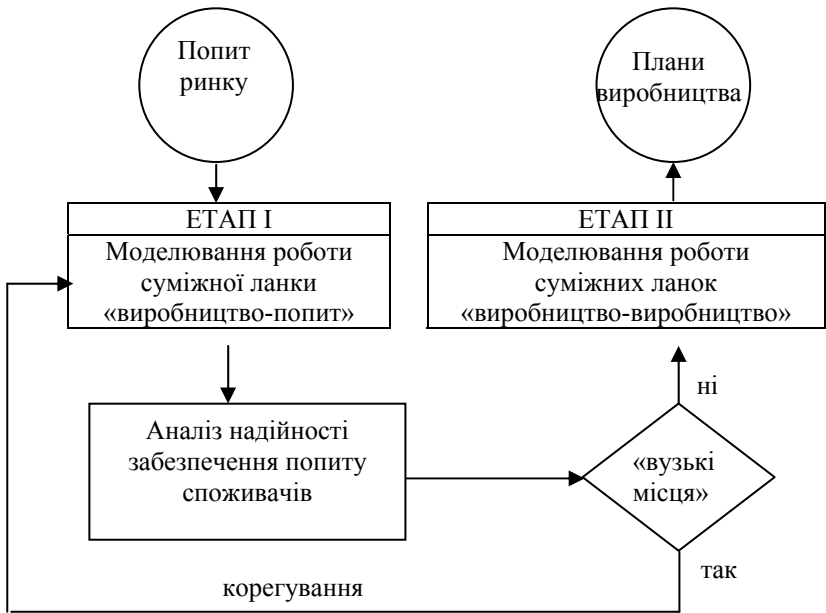 Попит
ринку
Плани
виробництва
ЕТАП І
Моделювання роботи
суміжної ланки
«виробництво-попит»
ЕТАП ІІ
Моделювання роботи
суміжних ланок
«виробництво-виробництво»
Аналіз надійності
забезпечення попиту
споживачів
ні
«вузькі
місця»
так
корегування